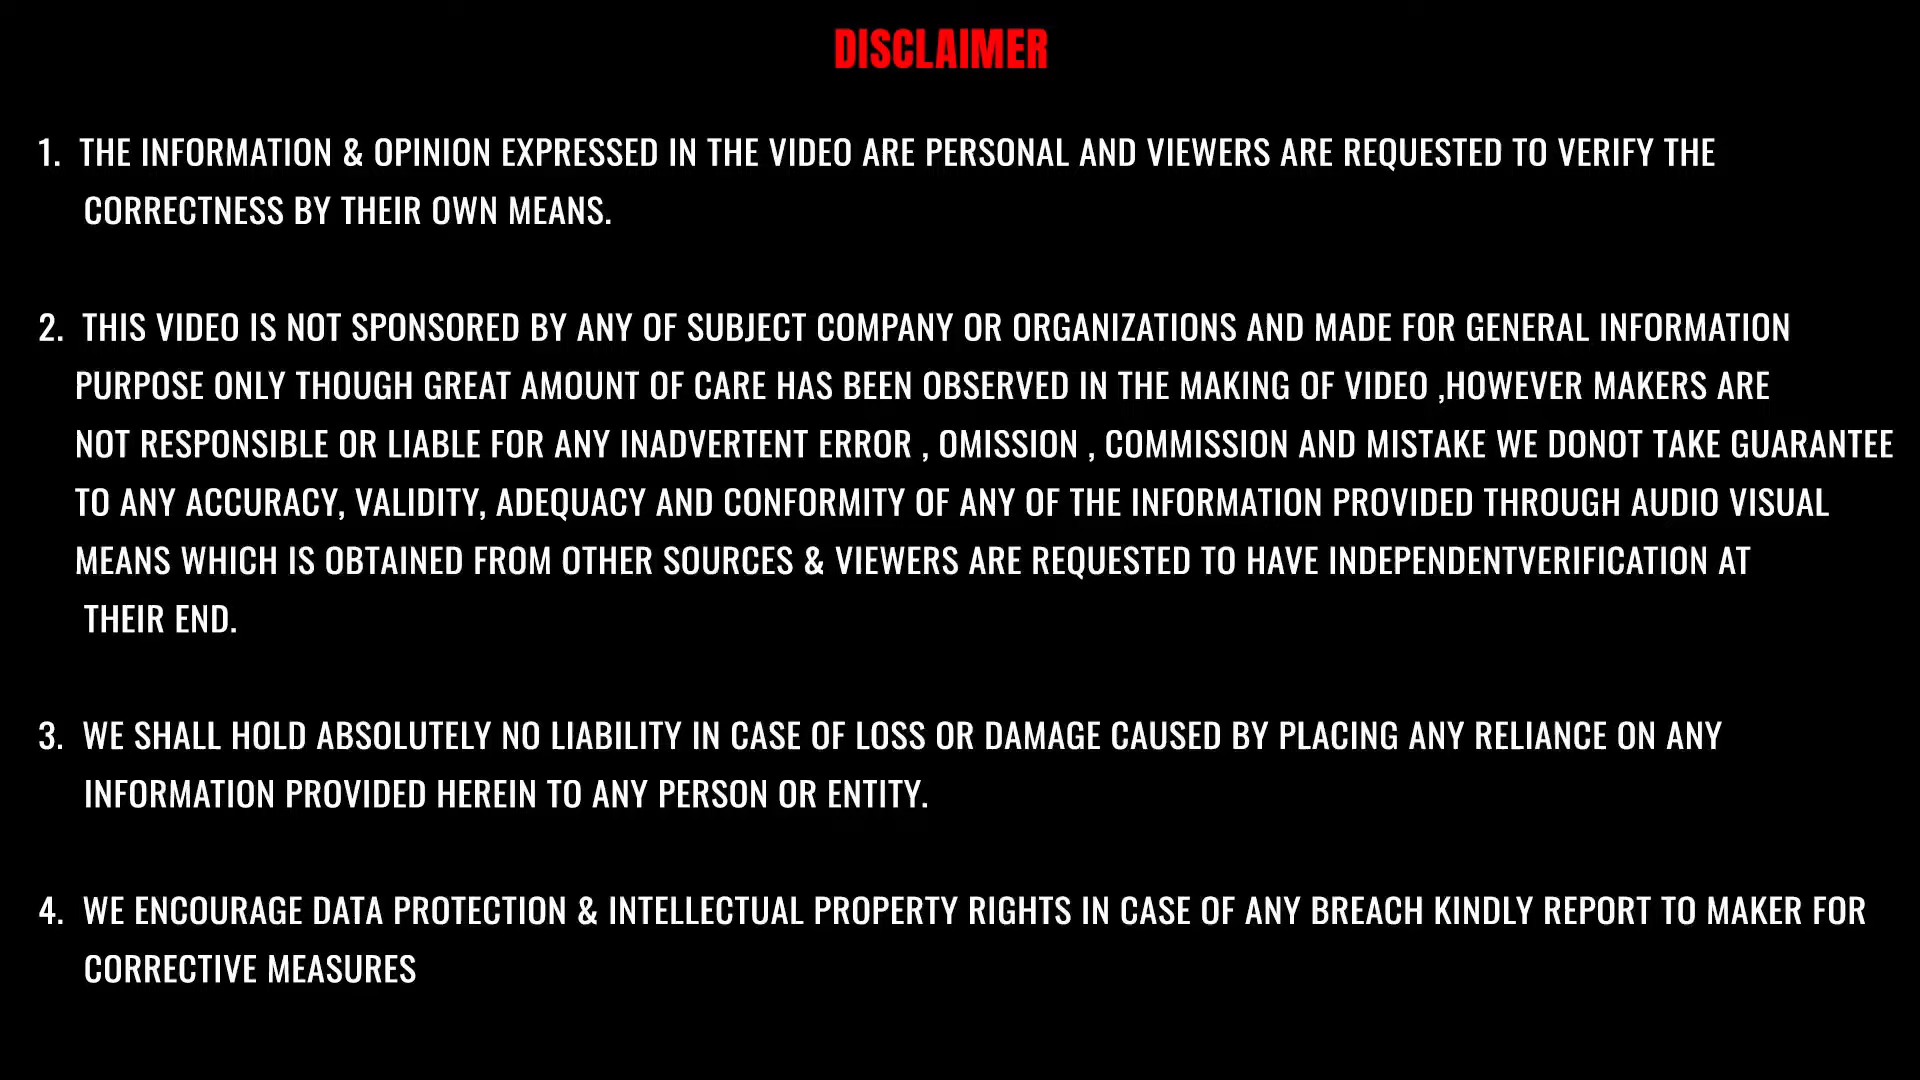 DISCLAIMER
1. THE INFORMATION & OPINION EXPRESSED IN THE VIDEO ARE PERSONAL AND VIEWERS ARE REQUESTED TO VERIFY THE
CORRECTNESS BY THEIR OWN MEANS.
2. THIS VIDEO IS NOT SPONSORED BY ANY OF SUBJECT COMPANY OR ORGANIZATIONS AND MADE FOR GENERAL INFORMATION
PURPOSE ONLY THOUGH GREAT AMOUNT OF CARE HAS BEEN OBSERVED IN THE MAKING OF VIDEO ,HOWEVER MAKERS ARE
NOT RESPONSIBLE OR LIABLE FOR ANY INADVERTENT ERROR , OMISSION , COMMISSION AND MISTAKE WE DONOT TAKE GUARANTEE
TO ANY ACCURACY, VALIDITY, ADEQUACY AND CONFORMITY OF ANY OF THE INFORMATION PROVIDED THROUGH AUDIO VISUAL
MEANS WHICH IS OBTAINED FROM OTHER SOURCES & VIEWERS ARE REQUESTED TO HAVE INDEPENDENTVERIFICATION AT
THEIR END.
3. WE SHALL HOLD ABSOLUTELY NO LIABILITY IN CASE OF LOSS OR DAMAGE CAUSED BY PLACING ANY RELIANCE ON ANY
INFORMATION PROVIDED HEREIN TO ANY PERSON OR ENTITY.
4. WE ENCOURAGE DATA PROTECTION & INTELLECTUAL PROPERTY RIGHTS IN CASE OF ANY BREACH KINDLY REPORT TO MAKER FOR
CORRECTIVE MEASURES